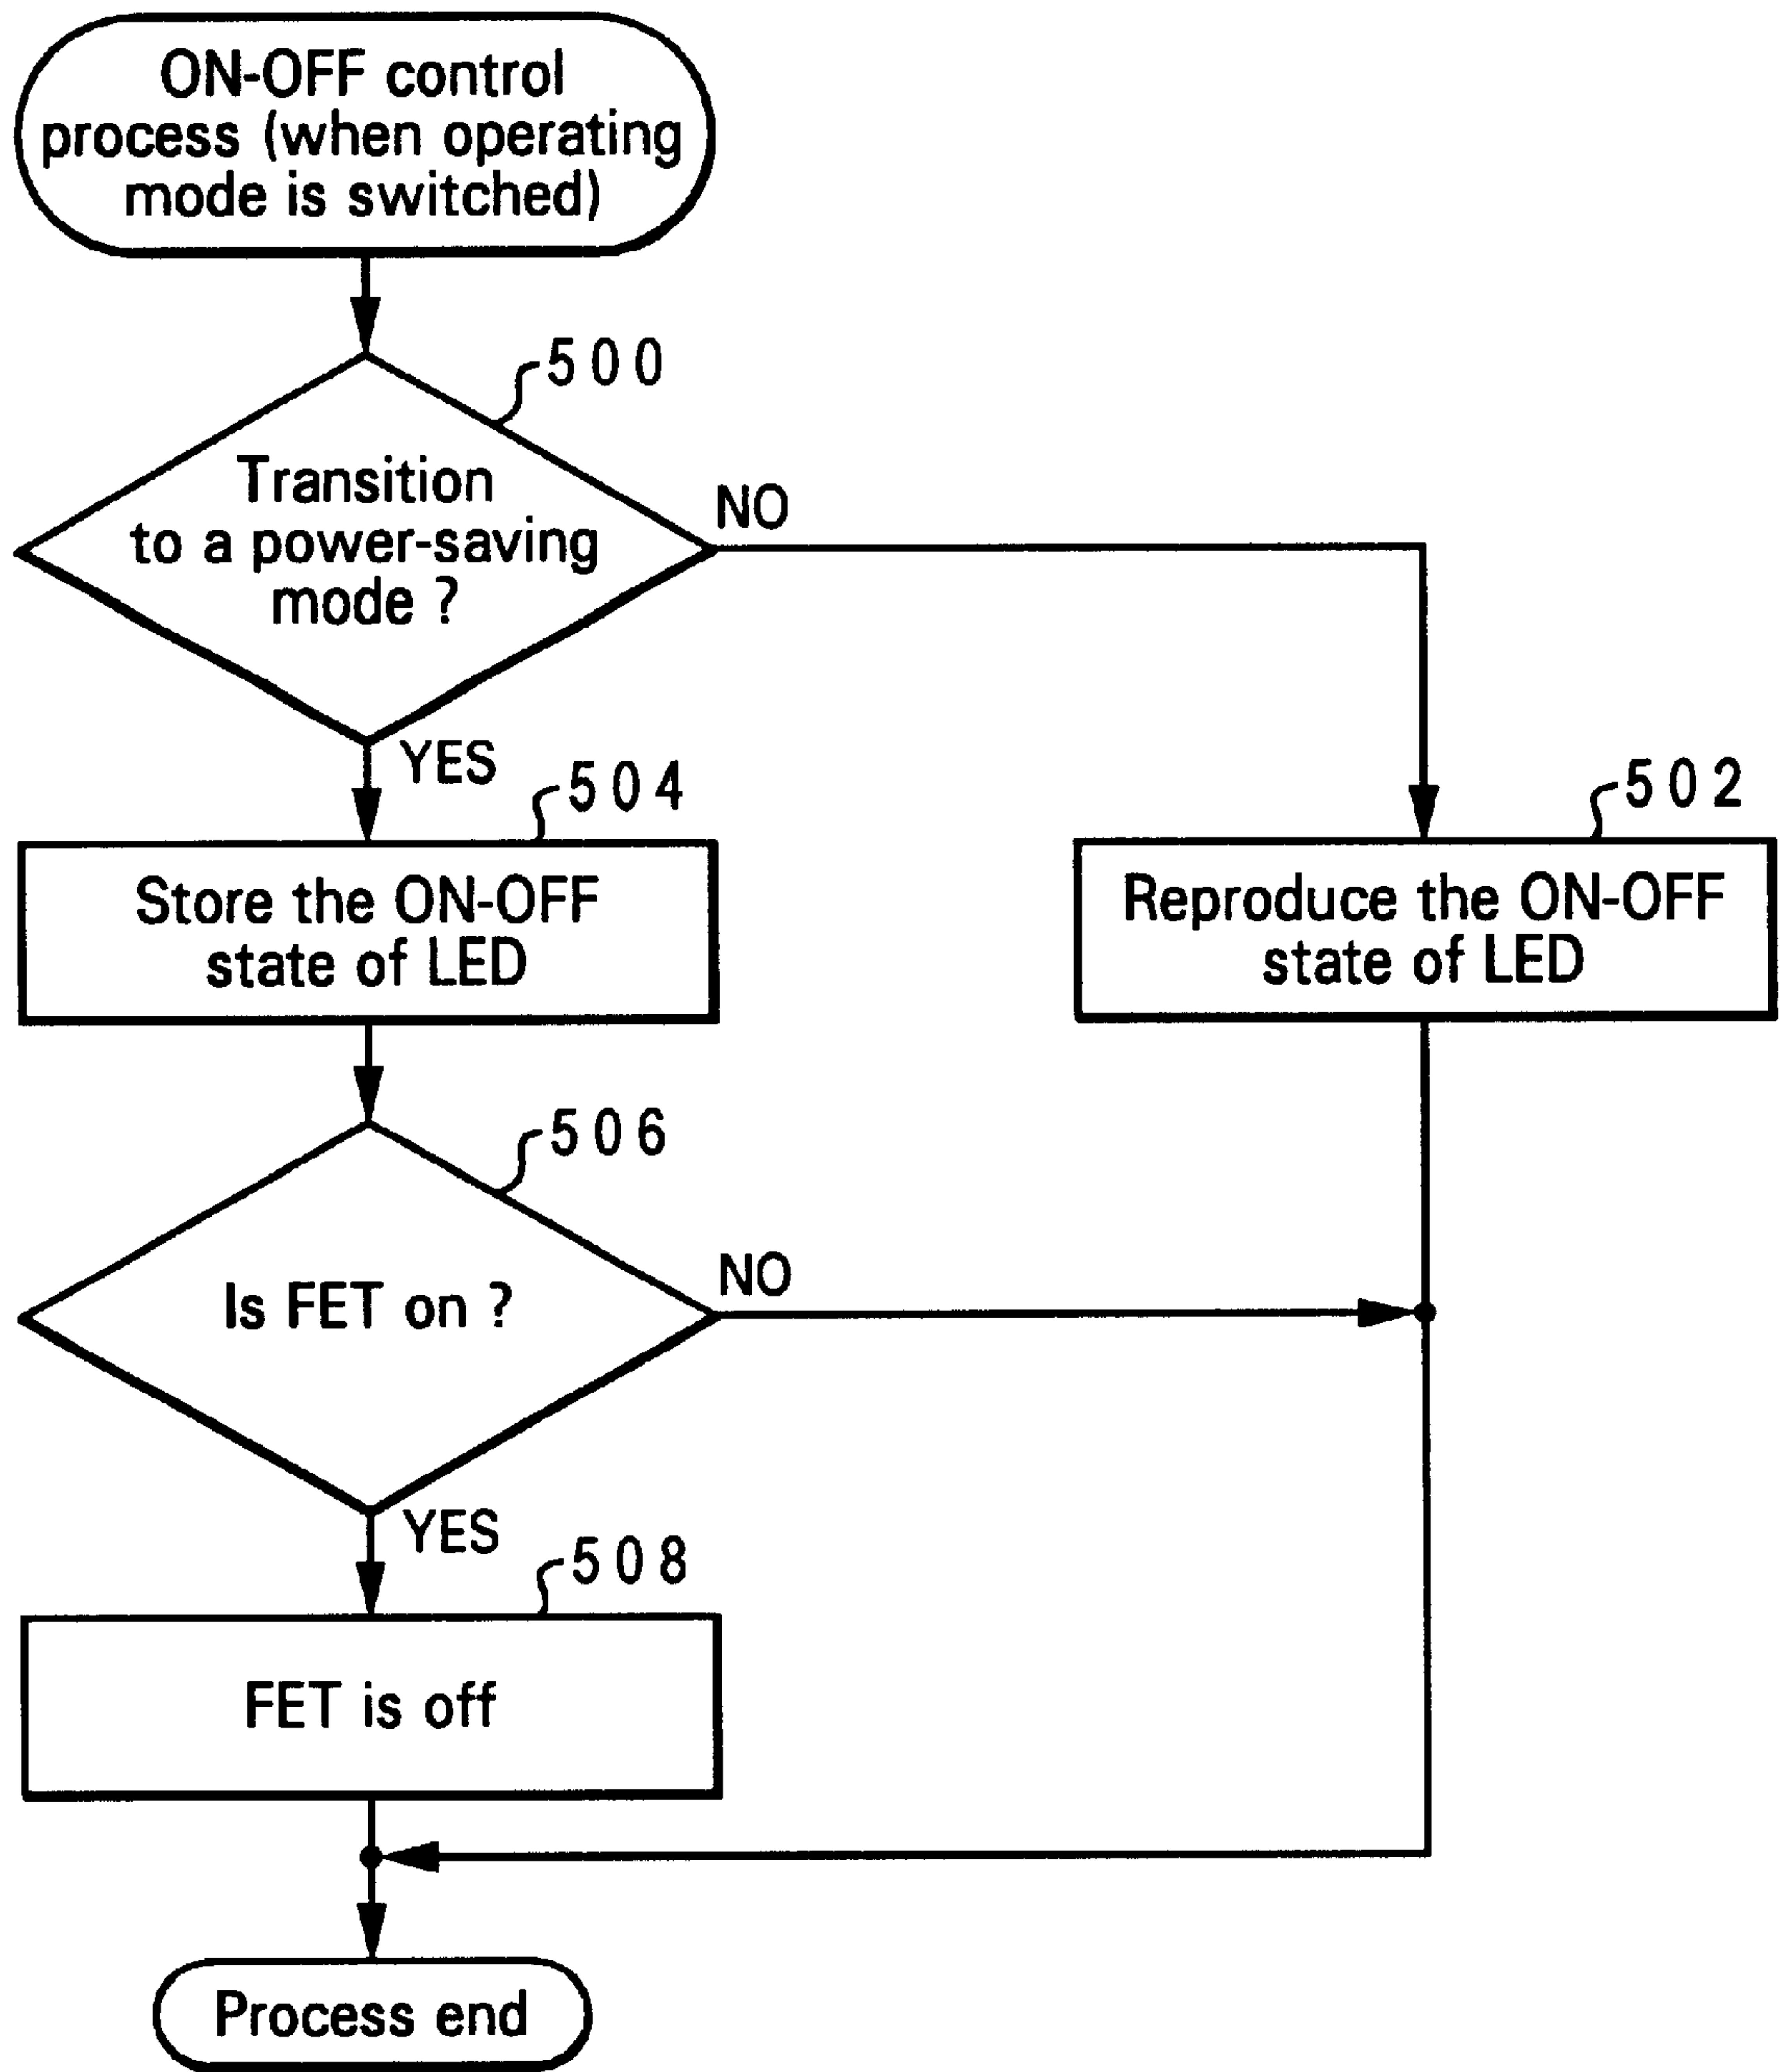 ON-OFF control
process (when operating
mode is switched)
500
Transition
to a power-saving
mode ?
NO
YES
504
502
Store the ON-OFF
state of LED
Reproduce the ON-OFF
state of LED
506
Is FET on ?
NO
YES
508
FET is off
Process end